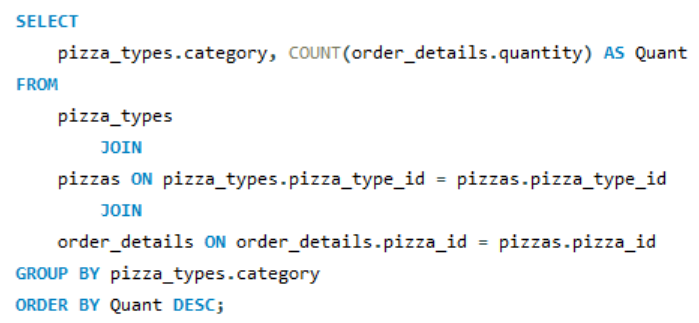 SELECT
    pizza_types.category, COUNT(order_details.quantity) AS Quant
FROM
    pizza_types
        JOIN
    pizzas ON pizza_types.pizza_type_id = pizzas.pizza_type_id
        JOIN
    order_details ON order_details.pizza_id = pizzas.pizza_id
GROUP BY pizza_types.category
ORDER BY Quant DESC;